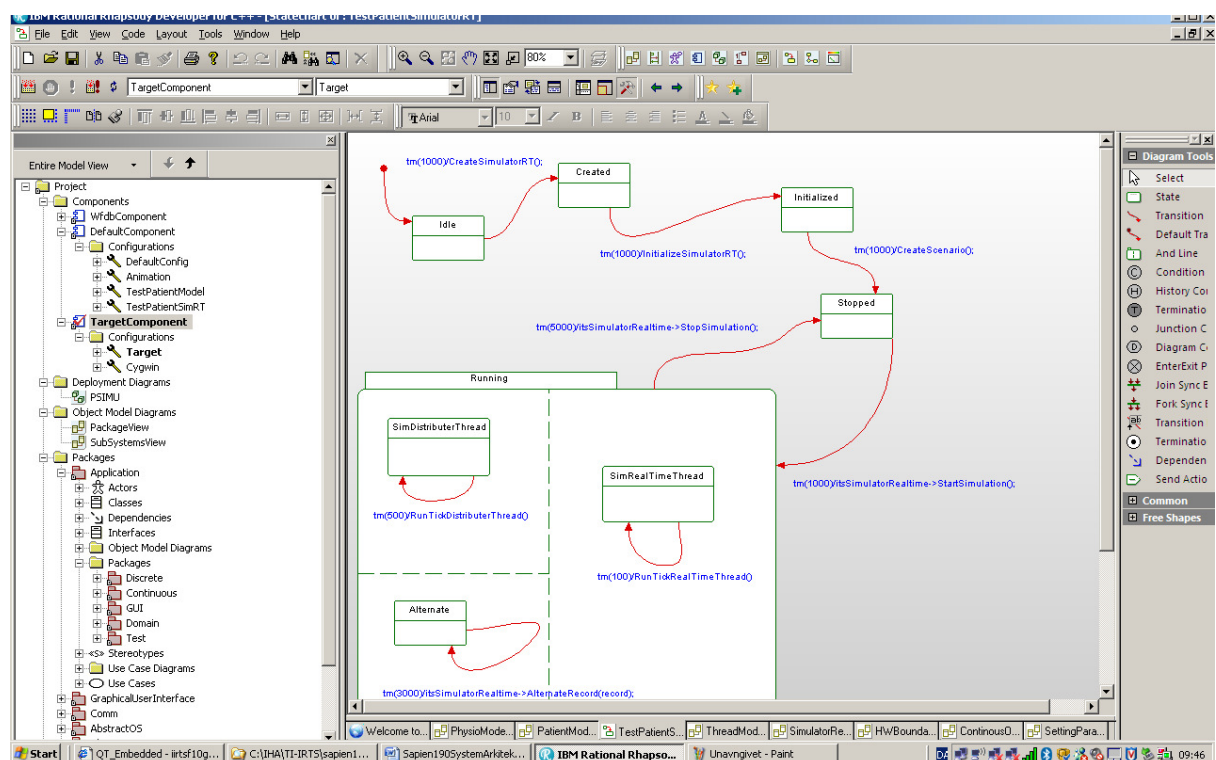 IBM Rational Rhapsody Developer for C++ - [Statechart of : TestPatientSimulatorRT]
File Edit View Code Layout Tools Window Help
80%
TargetComponent Target
Arial 10
Entire Model View
Project
Components
WfdbComponent
DefaultComponent
Configurations
DefaultConfig
Animation
TestPatientModel
TestPatientSimRT
TargetComponent
Configurations
Target
Cygwin
Deployment Diagrams
PSIMU
Object Model Diagrams
PackageView
SubSystemsView
Packages
Application
Actors
Classes
Dependencies
Interfaces
Object Model Diagrams
Packages
Discrete
Continuous
GUI
Domain
Test
«S» Stereotypes
Use Case Diagrams
Use Cases
GraphicalUserInterface
Comm
AbstractOS
tm(1000)/CreateSimulatorRT();
Created
Initialized
Idle
tm(1000)/InitializeSimulatorRT();
tm(1000)/CreateScenario();
Stopped
tm(5000)/itsSimulatorRealtime->StopSimulation();
Running
SimDistributerThread
SimRealTimeThread
tm(1000)/itsSimulatorRealtime->StartSimulation();
tm(500)/RunTickDistributerThread()
tm(100)/RunTickRealTimeThread()
Alternate
tm(3000)/itsSimulatorRealtime->AlternateRecord(record);
Diagram Tools
Select
State
Transition
Default Tra
And Line
Condition
History Cor
Terminatio
Junction C
Diagram C
EnterExit P
Join Sync E
Fork Sync E
Transition
Terminatio
Dependen
Send Actio
Common
Free Shapes
Welcome to... PhysioMode... PatientMod... TestPatientS... ThreadMod... SimulatorRe... HWBounda... ContinousO... SettingPara...
Start QT_Embedded - iirtsf10g... C:\IHA\TI-IRTS\sapien1... Sapien190SystemArkitek... IBM Rational Rhapso... Unavngivet - Paint DA 09:46